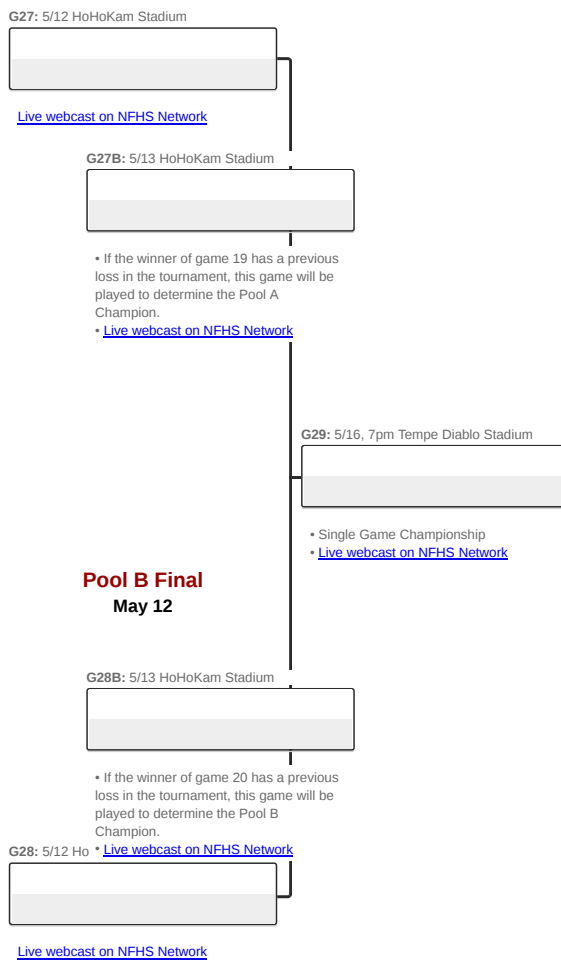 G27: 5/12 HoHoKam Stadium
Live webcast on NFHS Network
G27B: 5/13 HoHoKam Stadium
• If the winner of game 19 has a previous
loss in the tournament, this game will be
played to determine the Pool A
Champion.
• Live webcast on NFHS Network
G29: 5/16, 7pm Tempe Diablo Stadium
• Single Game Championship
• Live webcast on NFHS Network
Pool B Final
May 12
G28B: 5/13 HoHoKam Stadium
• If the winner of game 20 has a previous
loss in the tournament, this game will be
played to determine the Pool B
Champion.
• Live webcast on NFHS Network
G28: 5/12 Ho
Live webcast on NFHS Network